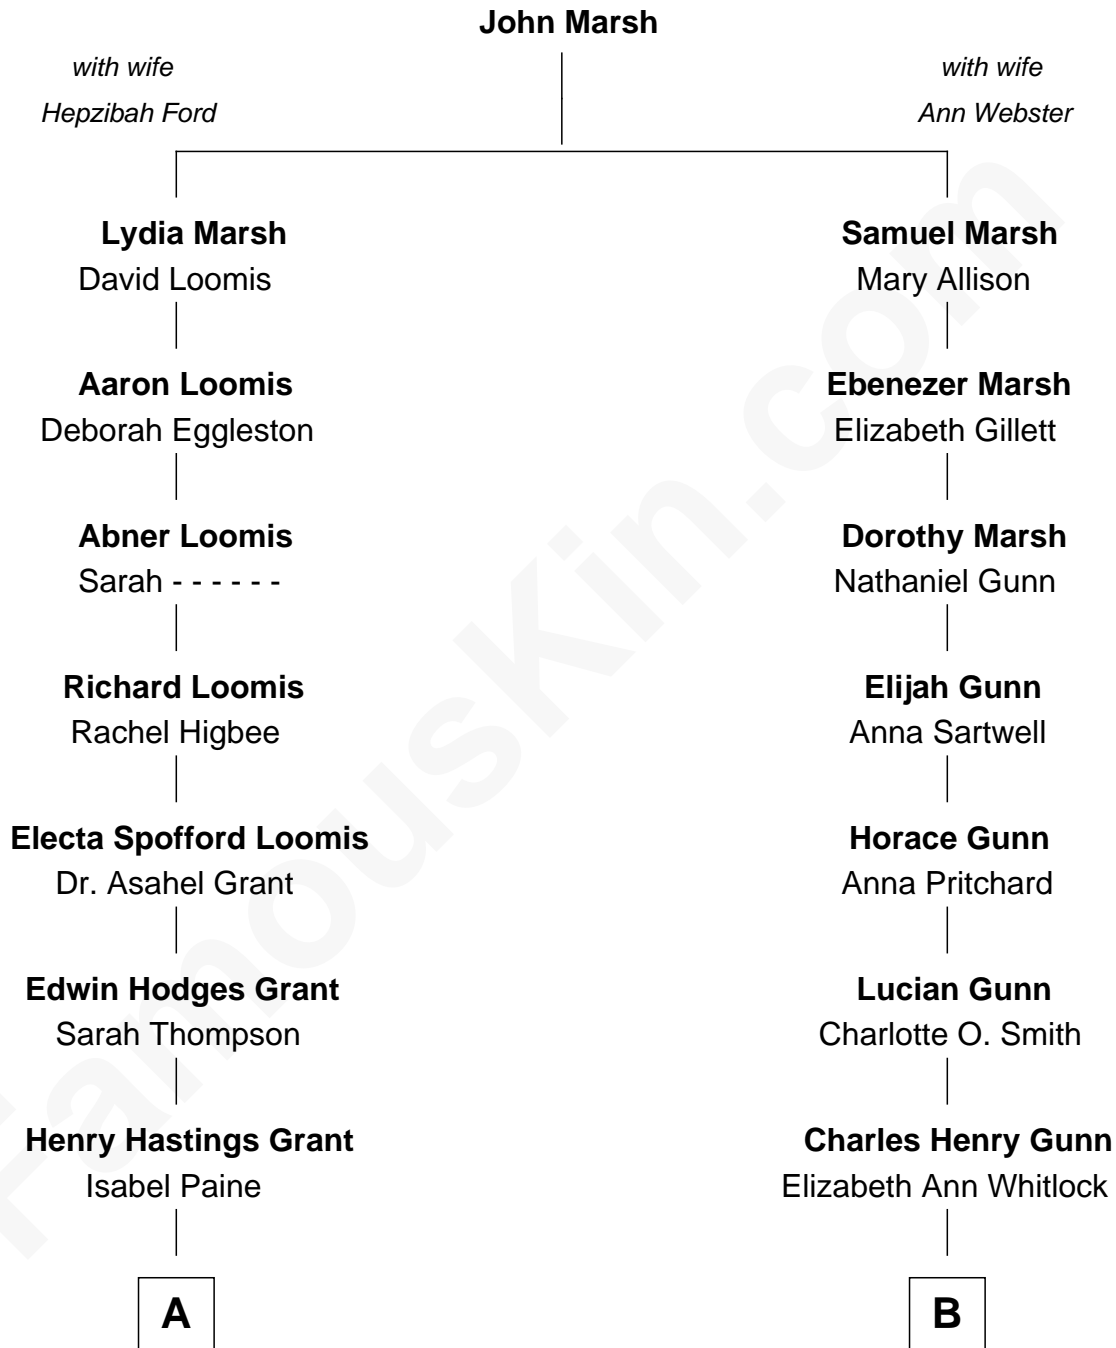 John Marsh
with wife
Hepzibah Ford
with wife
Ann Webster
Lydia Marsh
David Loomis
Samuel Marsh
Mary Allison
Aaron Loomis
Deborah Eggleston
Ebenezer Marsh
Elizabeth Gillett
Abner Loomis
Sarah - - - - - -
Dorothy Marsh
Nathaniel Gunn
Richard Loomis
Rachel Higbee
Elijah Gunn
Anna Sartwell
Electa Spofford Loomis
Dr. Asahel Grant
Horace Gunn
Anna Pritchard
Edwin Hodges Grant
Sarah Thompson
Lucian Gunn
Charlotte O. Smith
Henry Hastings Grant
Isabel Paine
Charles Henry Gunn
Elizabeth Ann Whitlock
A
B
FamousKin.com